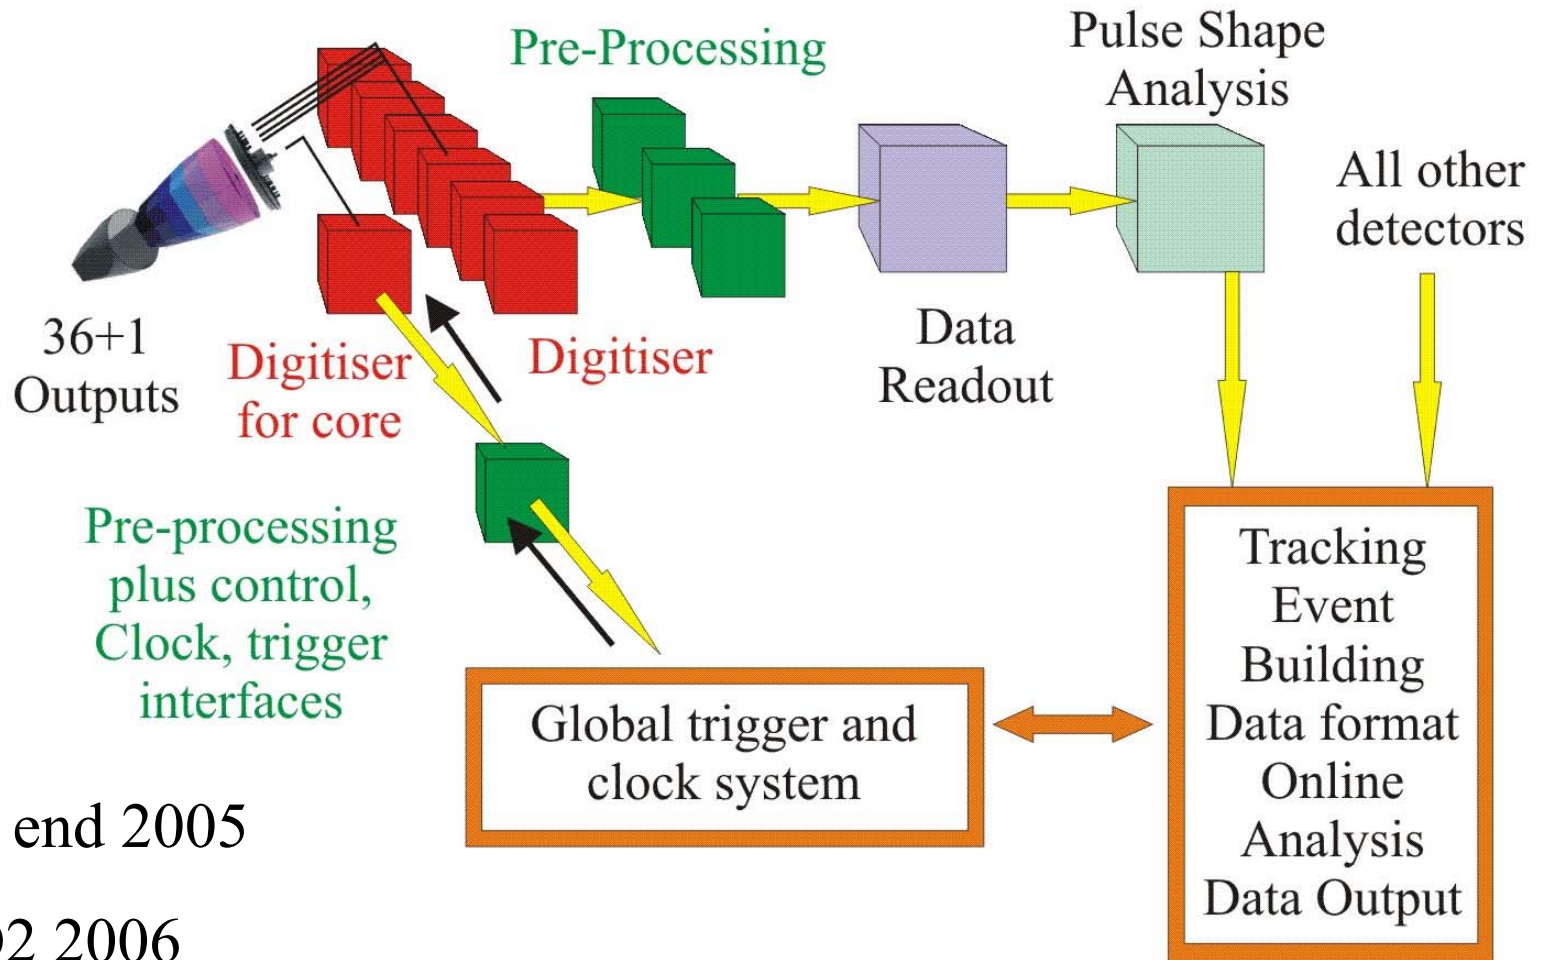 Pre-Processing
Pulse Shape
Analysis
All other
detectors
36+1
Outputs
Digitiser
for core
Digitiser
Data
Readout
Pre-processing
plus control,
Clock, trigger
interfaces
Global trigger and
clock system
Tracking
Event
Building
Data format
Online
Analysis
Data Output
end 2005
2006